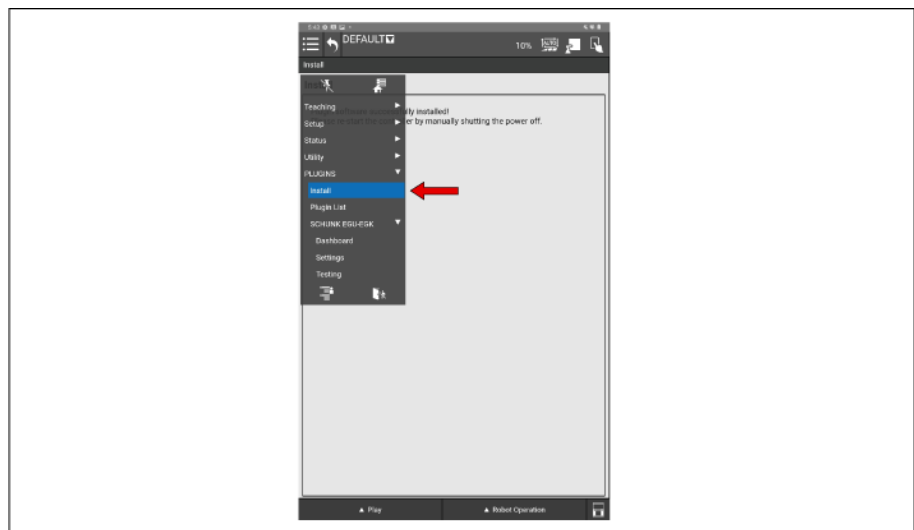 DEFAULT
10%
Install
Teaching
ly installed!
Setup
er by manually shutting the power off.
Status
Utility
PLUGINS
Install
Plugin List
SCHUNK EGU-EGK
Dashboard
Settings
Testing
▲ Play
▲ Robot Operation